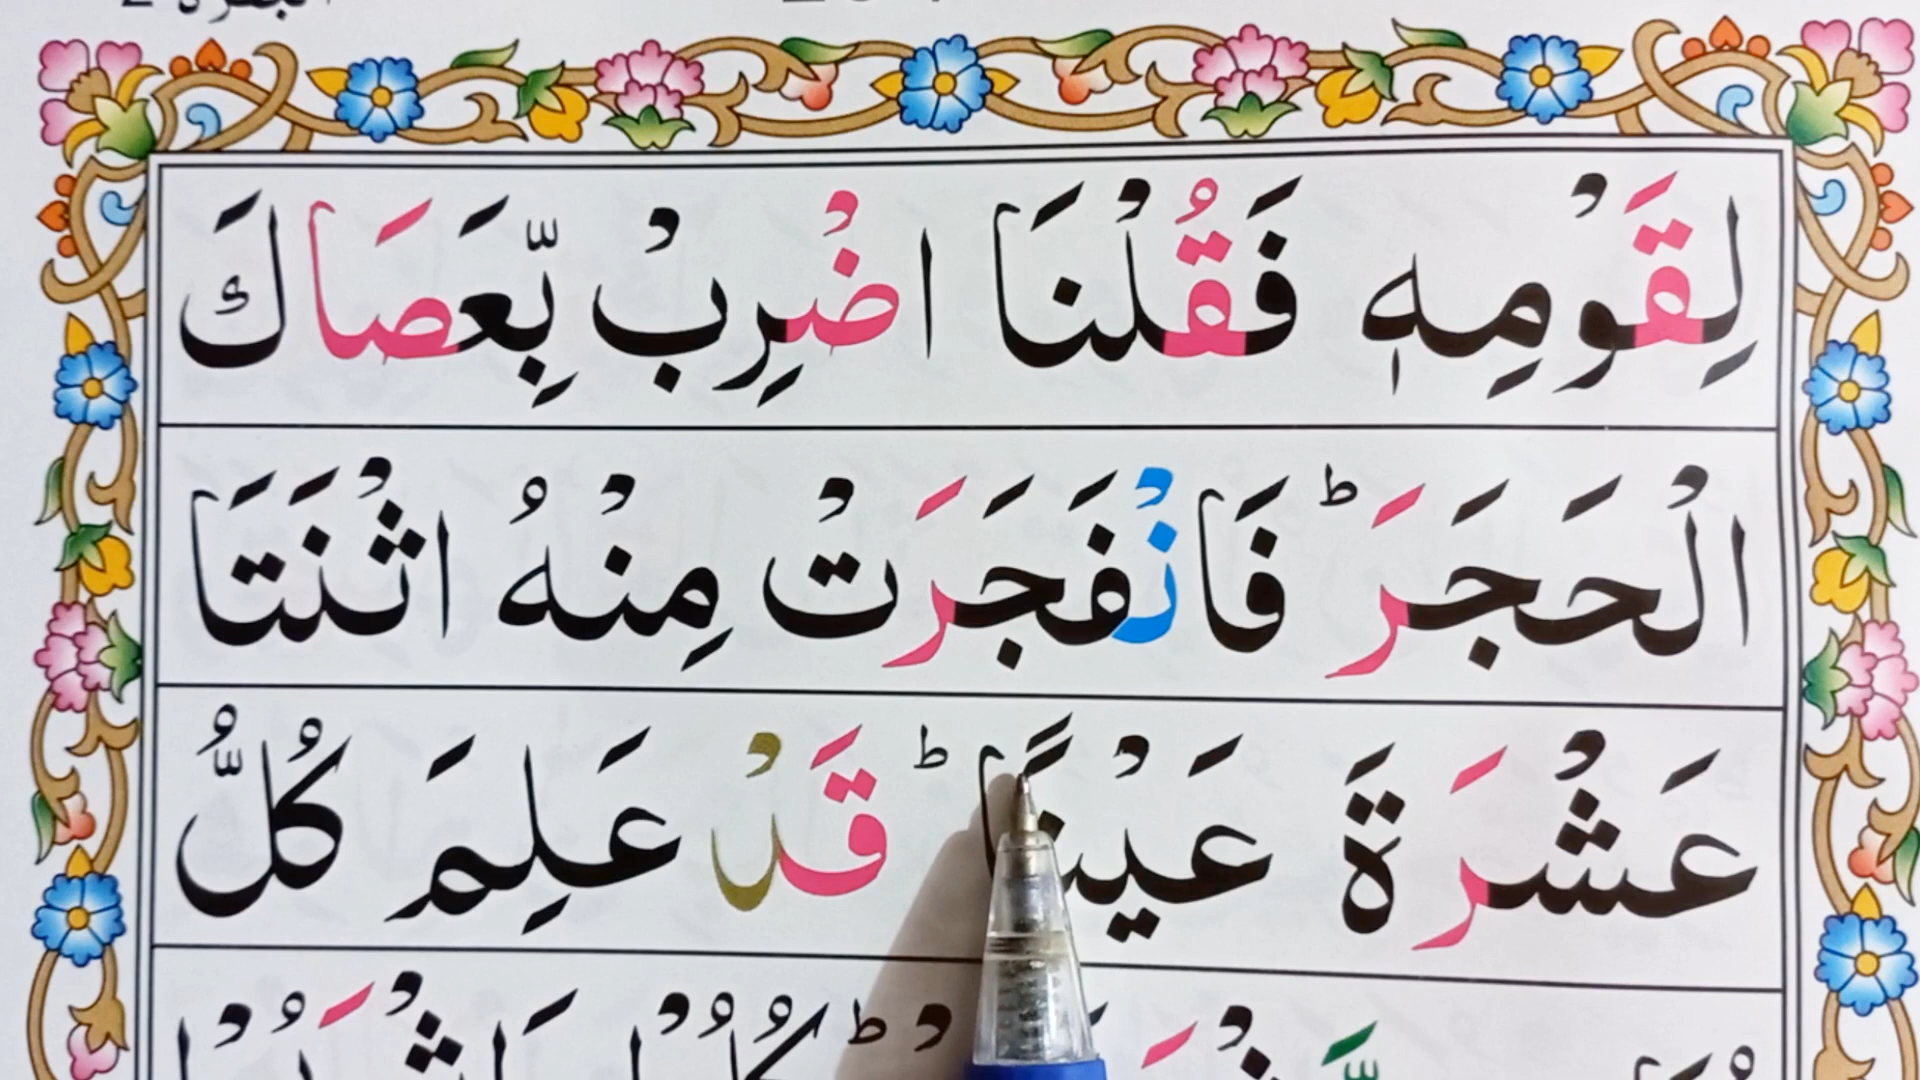 لِقَوْمِهٖ فَقُلْنَا اضْرِبْ بِّعَصَاكَ
الْحَجَرَ ؕ فَانْفَجَرَتْ مِنْهُ اثْنَتَا
عَشْرَةَ عَيْنًا ؕ قَدْ عَلِمَ كُلُّ